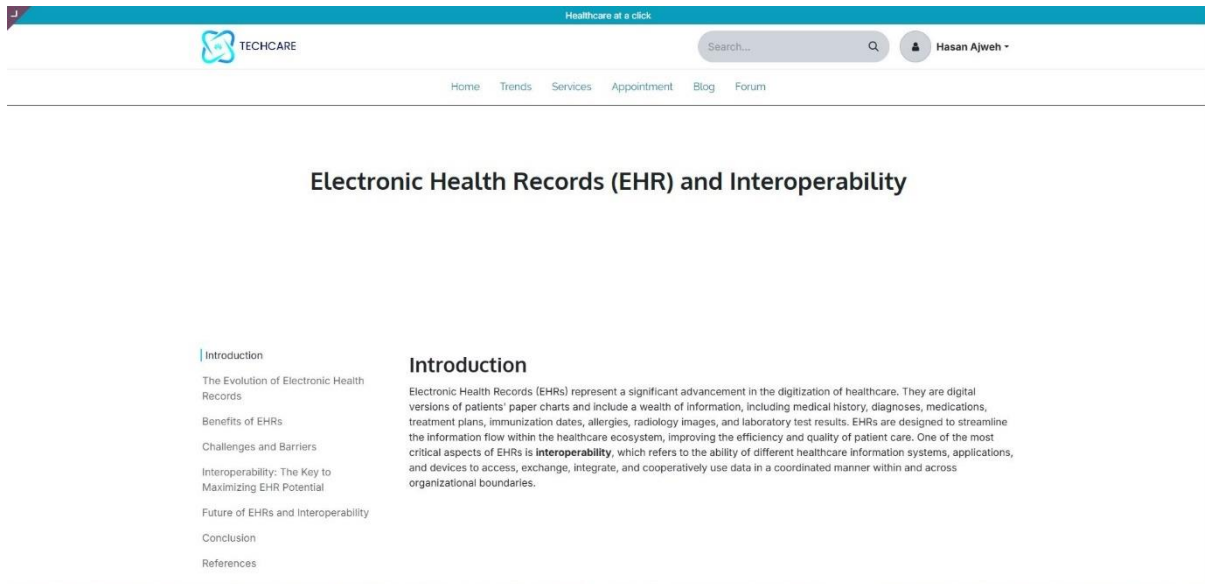 Healthcare at a click
TECHCARE
Search...
Hasan Ajweh
Home Trends Services Appointment Blog Forum
Electronic Health Records (EHR) and Interoperability
Introduction
The Evolution of Electronic Health
Records
Benefits of EHRs
Challenges and Barriers
Interoperability: The Key to
Maximizing EHR Potential
Future of EHRs and Interoperability
Conclusion
References
Introduction
Electronic Health Records (EHRs) represent a significant advancement in the digitization of healthcare. They are digital
versions of patients' paper charts and include a wealth of information, including medical history, diagnoses, medications,
treatment plans, immunization dates, allergies, radiology images, and laboratory test results. EHRs are designed to streamline
the information flow within the healthcare ecosystem, improving the efficiency and quality of patient care. One of the most
critical aspects of EHRs is interoperability, which refers to the ability of different healthcare information systems, applications,
and devices to access, exchange, integrate, and cooperatively use data in a coordinated manner within and across
organizational boundaries.